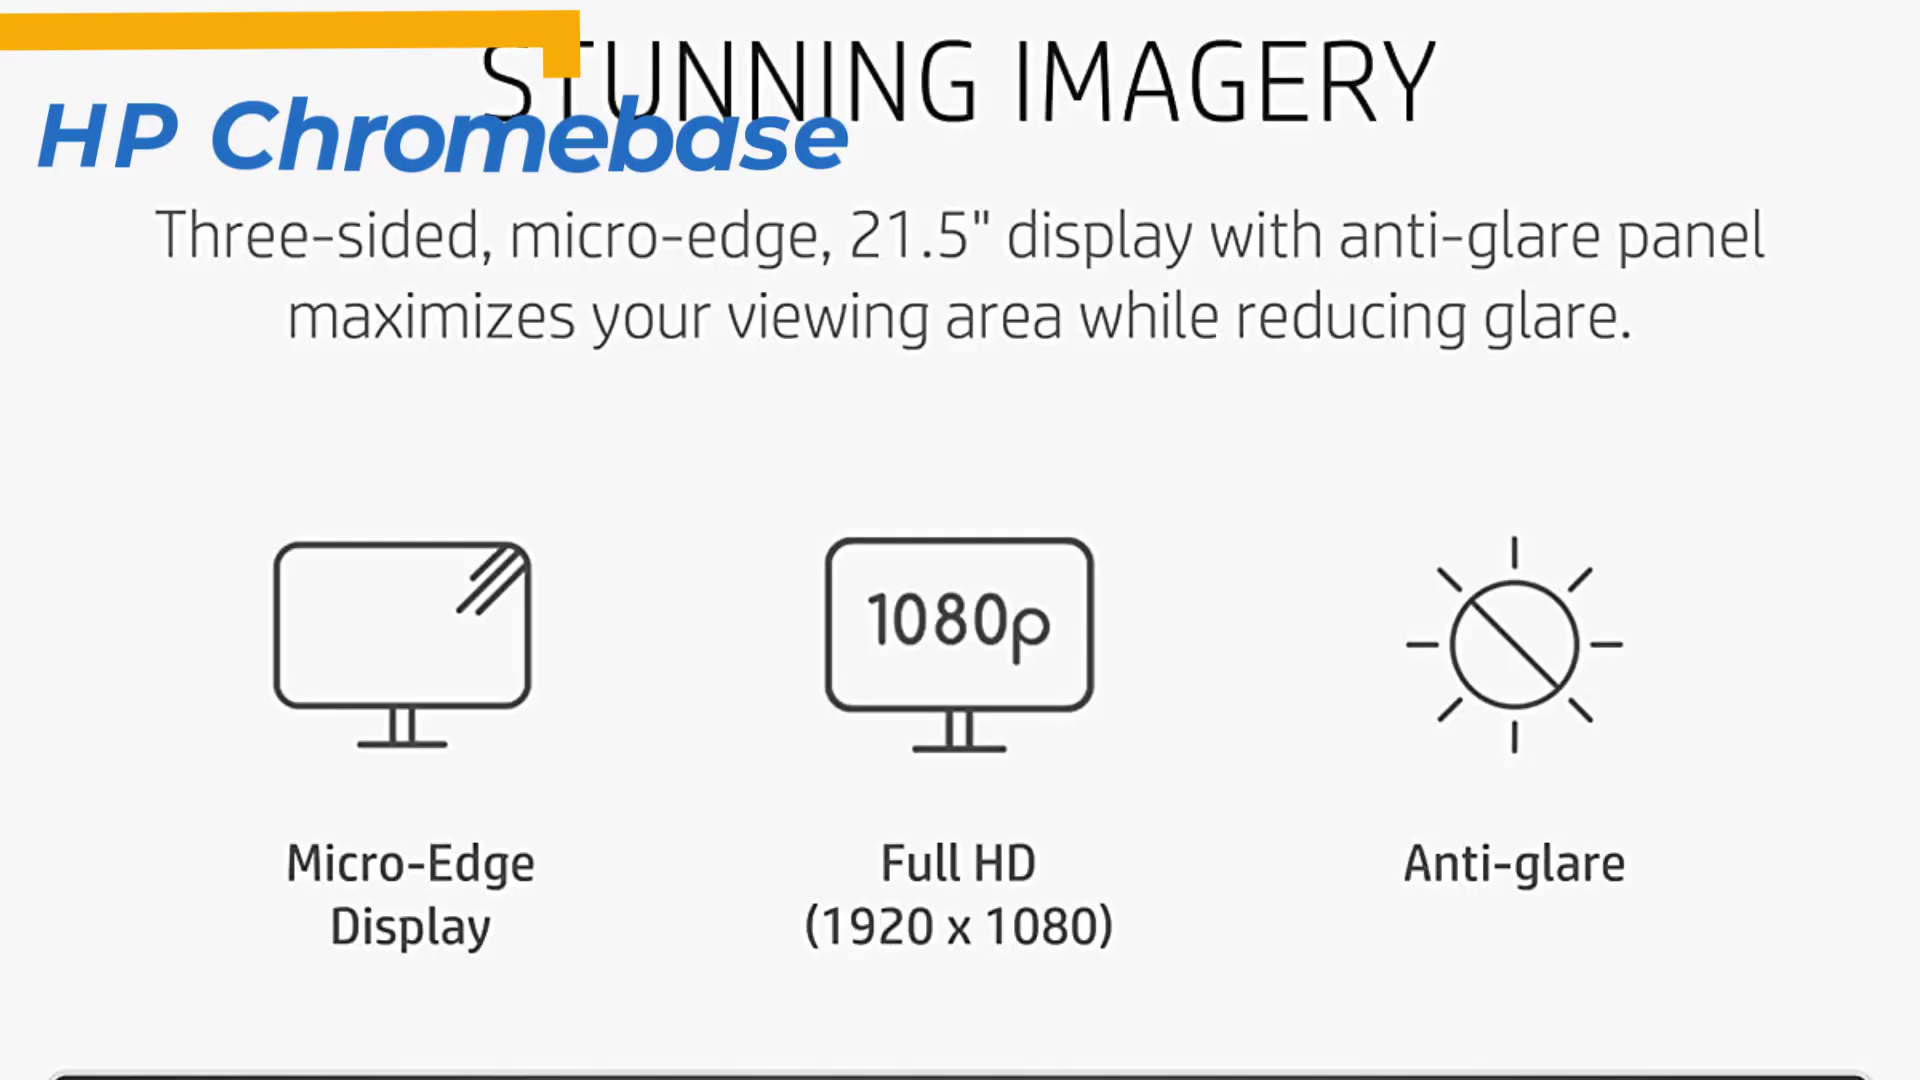 STUNNING IMAGERY
HP Chromebase
Three-sided, micro-edge, 21.5" display with anti-glare panel
maximizes your viewing area while reducing glare.
1080p
Micro-Edge
Display
Full HD
(1920 x 1080)
Anti-glare